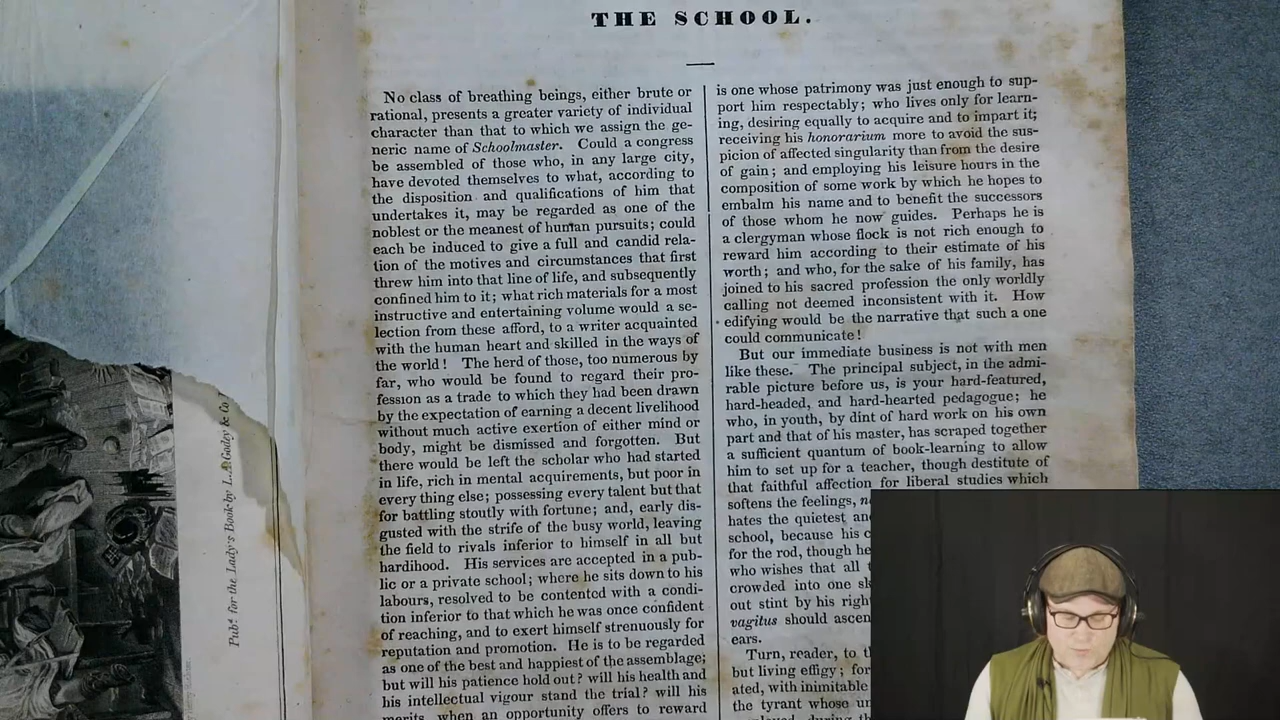 THE SCHOOL.
No class of breathing beings, either brute or
rational, presents a greater variety of individual
character than that to which we assign the ge-
neric name of Schoolmaster. Could a congress
be assembled of those who, in any large city,
have devoted themselves to what, according to
the disposition and qualifications of him that
undertakes it, may be regarded as one of the
noblest or the meanest of human pursuits; could
each be induced to give a full and candid rela-
tion of the motives and circumstances that first
threw him into that line of life, and subsequently
confined him to it; what rich materials for a most
instructive and entertaining volume would a se-
lection from these afford, to a writer acquainted
with the human heart and skilled in the ways of
the world! The herd of those, too numerous by
far, who would be found to regard their pro-
fession as a trade to which they had been drawn
by the expectation of earning a decent livelihood
without much active exertion of either mind or
body, might be dismissed and forgotten. But
there would be left the scholar who had started
in life, rich in mental acquirements, but poor in
every thing else; possessing every talent but that
for battling stoutly with fortune; and, early dis-
gusted with the strife of the busy world, leaving
the field to rivals inferior to himself in all but
hardihood. His services are accepted in a pub-
lic or a private school; where he sits down to his
labours, resolved to be contented with a condi-
tion inferior to that which he was once confident
of reaching, and to exert himself strenuously for
reputation and promotion. He is to be regarded
as one of the best and happiest of the assemblage;
but will his patience hold out? will his health and
his intellectual vigour stand the trial? will his
merits, when an opportunity offers to reward
is one whose patrimony was just enough to sup-
port him respectably; who lives only for learn-
ing, desiring equally to acquire and to impart it;
receiving his honorarium more to avoid the sus-
picion of affected singularity than from the desire
of gain; and employing his leisure hours in the
composition of some work by which he hopes to
embalm his name and to benefit the successors
of those whom he now guides. Perhaps he is
a clergyman whose flock is not rich enough to
reward him according to their estimate of his
worth; and who, for the sake of his family, has
joined to his sacred profession the only worldly
calling not deemed inconsistent with it. How
edifying would be the narrative that such a one
could communicate!
But our immediate business is not with men
like these. The principal subject, in the admi-
rable picture before us, is your hard-featured,
hard-headed, and hard-hearted pedagogue; he
who, in youth, by dint of hard work on his own
part and that of his master, has scraped together
a sufficient quantum of book-learning to allow
him to set up for a teacher, though destitute of
that faithful affection for liberal studies which
softens the feelings,
hates the quietest
school, because his
for the rod, though he
who wishes that all
crowded into one
out stint by his
vagitus should
ears.
Turn, reader, to
but living effigy;
ated, with inimitable
the tyrant whose
Pubd. for the Lady's Book by L.A. Godey & Co.